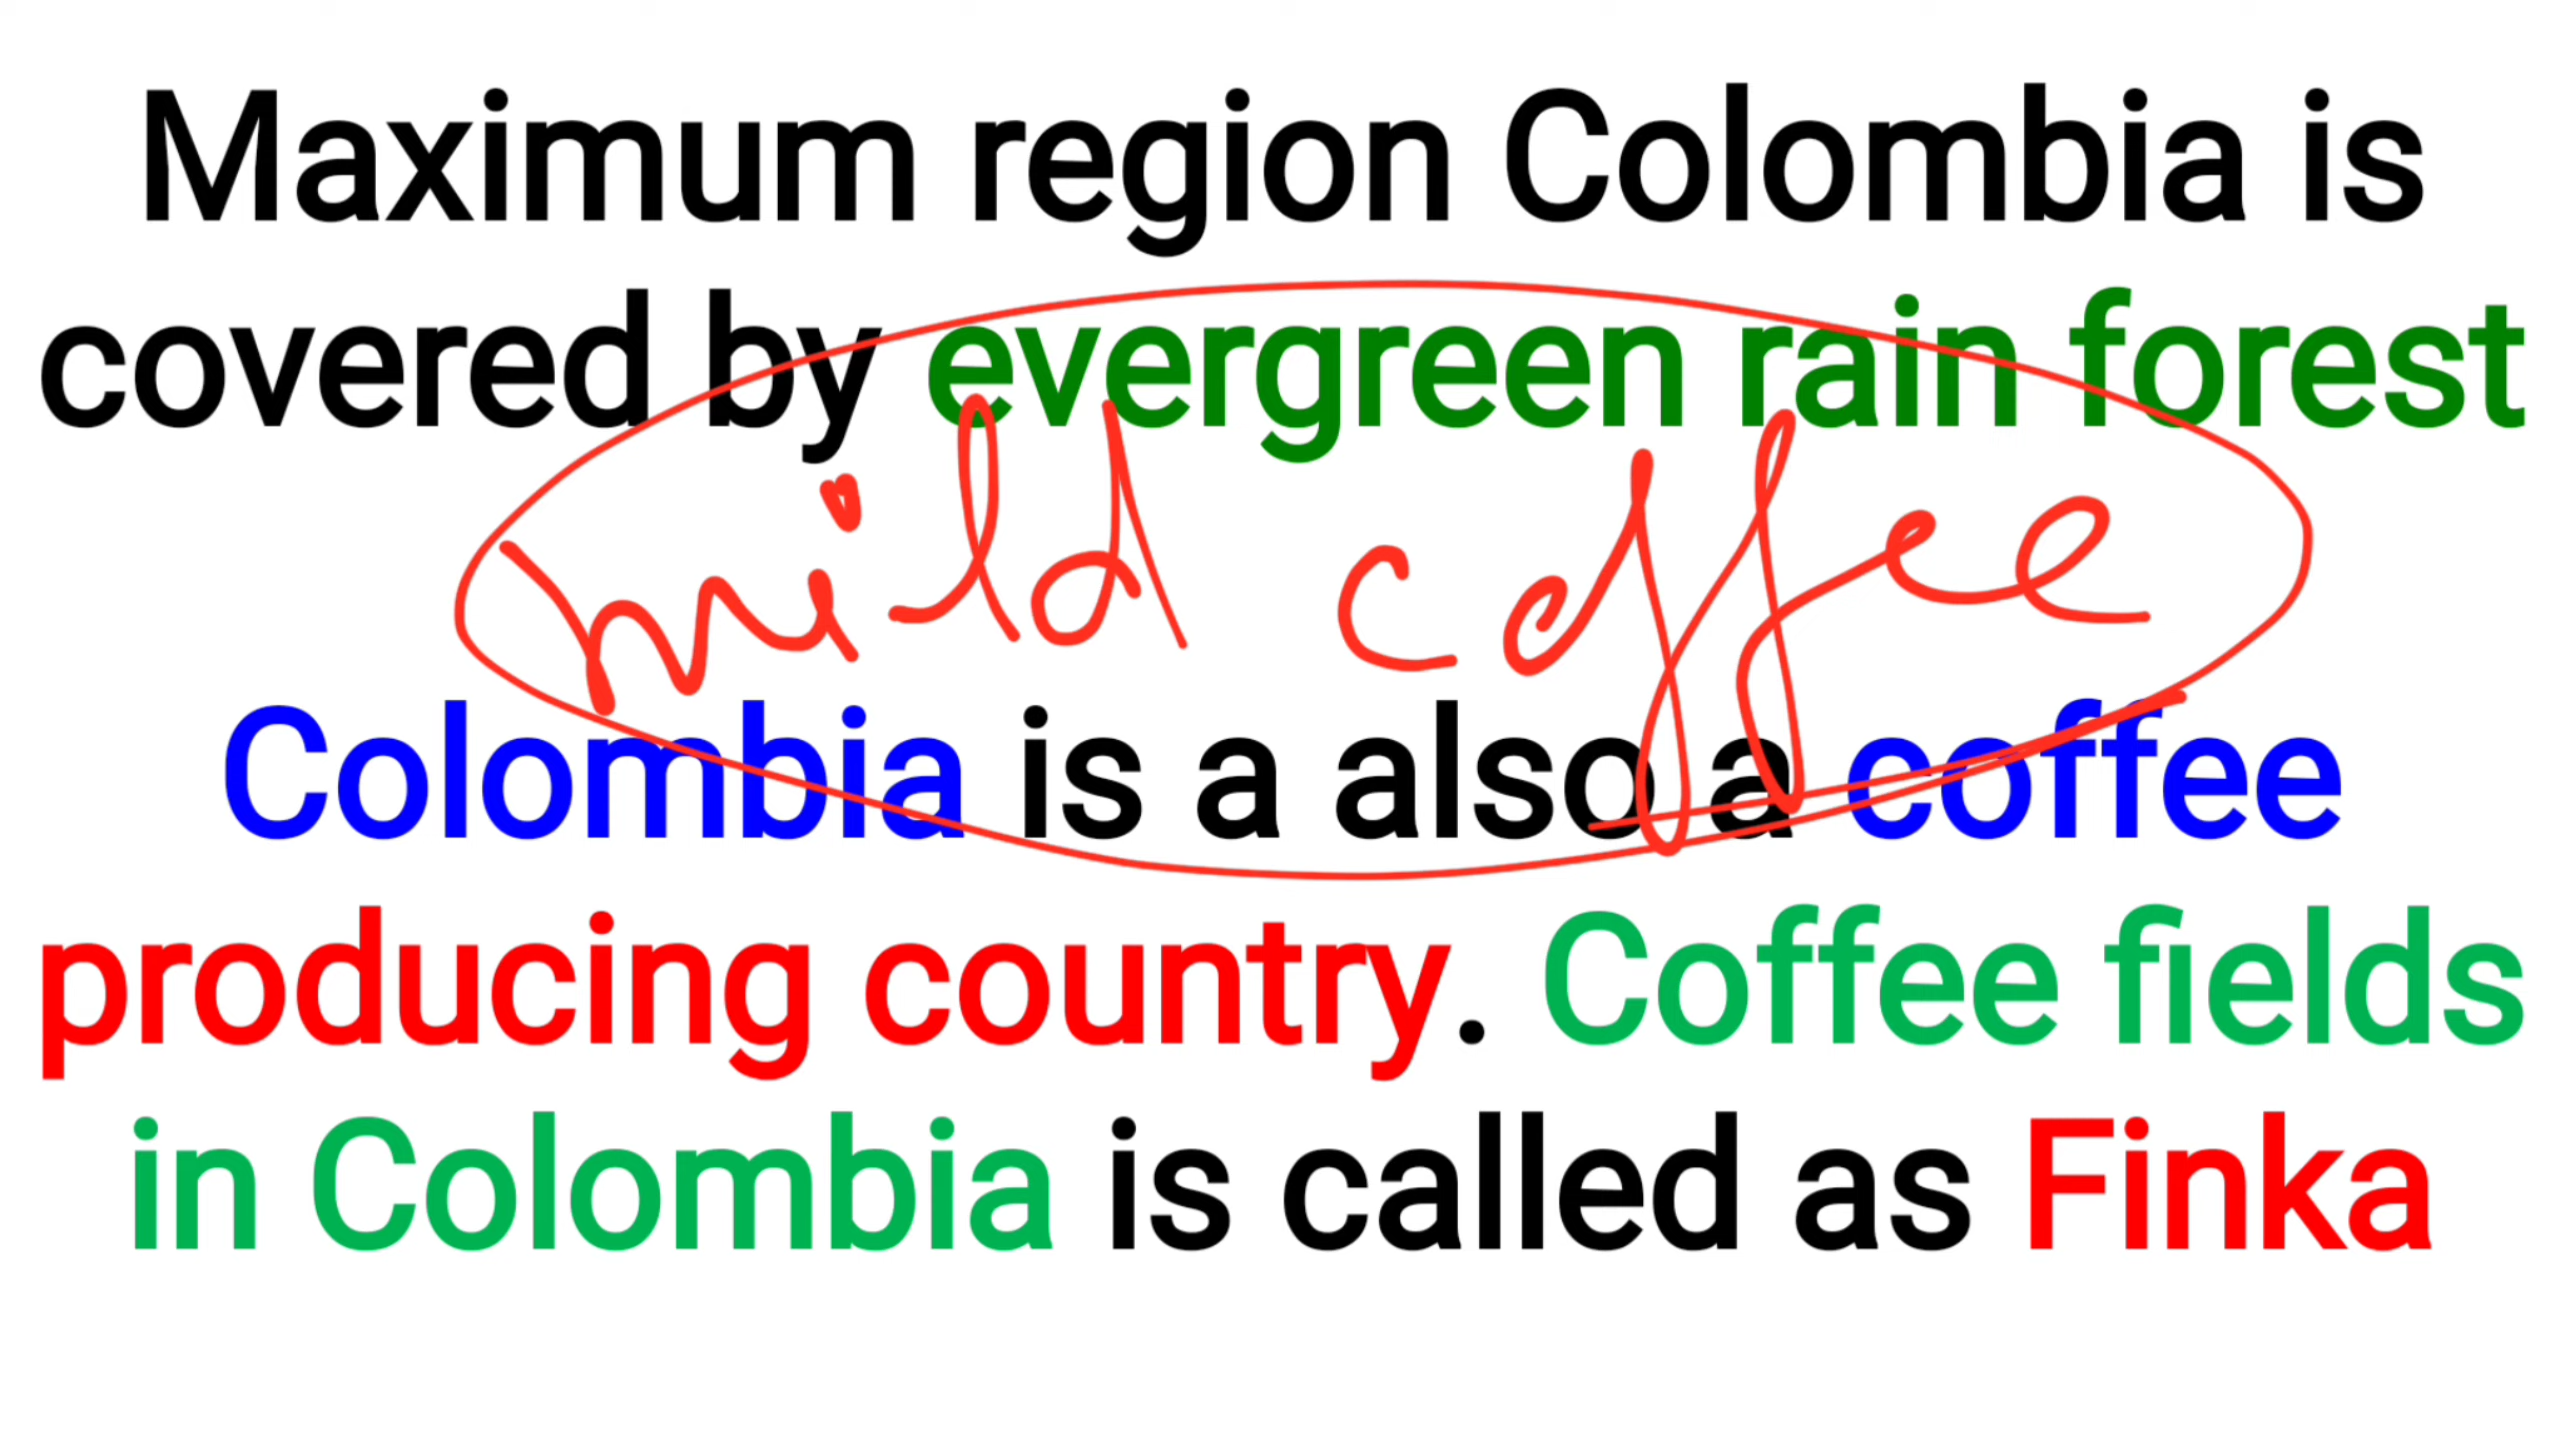 Maximum region Colombia is
covered by evergreen rain forest
mild coffee
Colombia is a also a coffee
producing country. Coffee fields
in Colombia is called as Finka